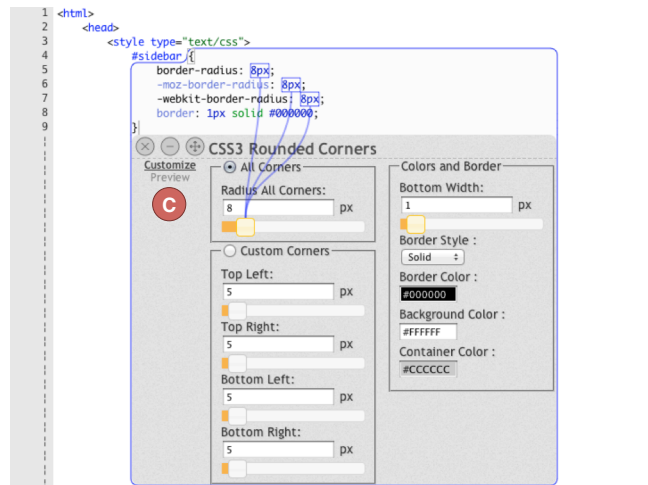 1 <html>
2 <head>
3 <style type="text/css">
4 #sidebar {
5 border-radius: 8px;
6 -moz-border-radius: 8px;
7 -webkit-border-radius: 8px;
8 border: 1px solid #000000;
9 }
CSS3 Rounded Corners
Customize
Preview
C
All Corners
Radius All Corners:
8 px
Custom Corners
Top Left:
5 px
Top Right:
5 px
Bottom Left:
5 px
Bottom Right:
5 px
Colors and Border
Bottom Width:
1 px
Border Style :
Solid
Border Color :
#000000
Background Color :
#FFFFFF
Container Color :
#CCCCCC